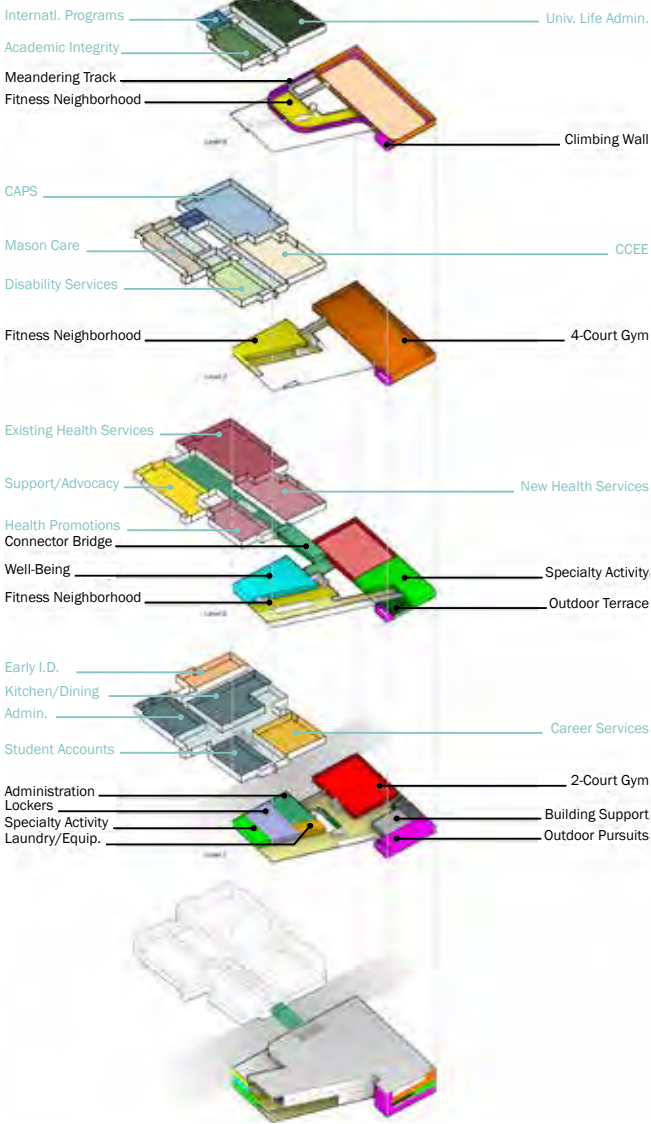 Internatl. Programs
Univ. Life Admin.
Academic Integrity
Meandering Track
Fitness Neighborhood
Climbing Wall
CAPS
Mason Care
CCEE
Disability Services
Fitness Neighborhood
4-Court Gym
Existing Health Services
Support/Advocacy
New Health Services
Health Promotions
Connector Bridge
Well-Being
Specialty Activity
Fitness Neighborhood
Outdoor Terrace
Early I.D.
Kitchen/Dining
Admin.
Career Services
Student Accounts
2-Court Gym
Administration
Lockers
Building Support
Specialty Activity
Outdoor Pursuits
Laundry/Equip.